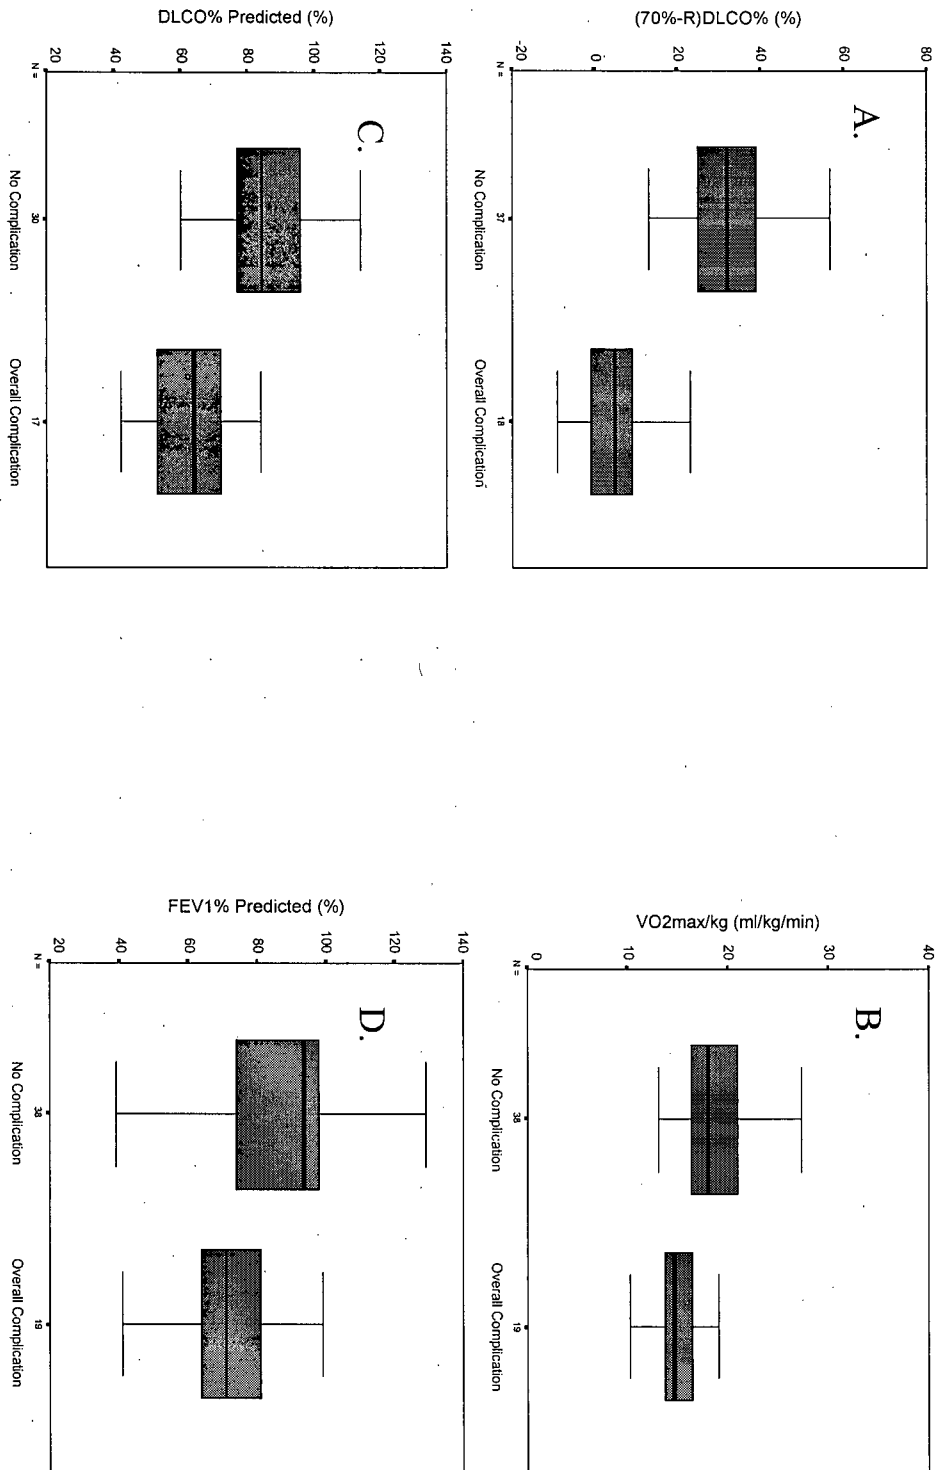 (70%-R)DLCO% (%)
80
60
40
20
0
-20
A.
N = 37 18
No Complication Overall Complication
VO2max/kg (ml/kg/min)
40
30
20
10
0
B.
N = 38 19
No Complication Overall Complication
DLCO% Predicted (%)
140
120
100
80
60
40
20
C.
N = 30 17
No Complication Overall Complication
FEV1% Predicted (%)
140
120
100
80
60
40
20
D.
N = 38 19
No Complication Overall Complication